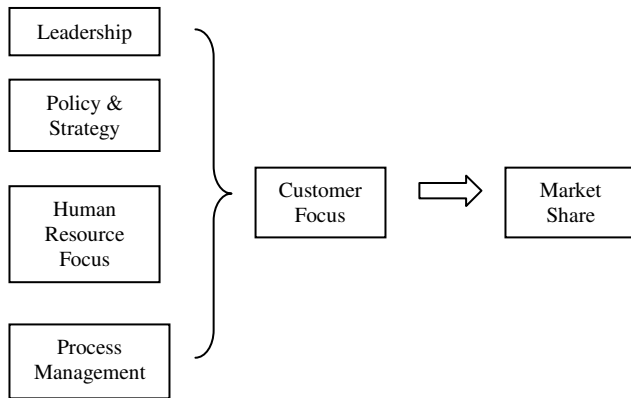 Leadership
Policy &
Strategy
Human
Resource
Focus
Process
Management
Customer
Focus
Market
Share